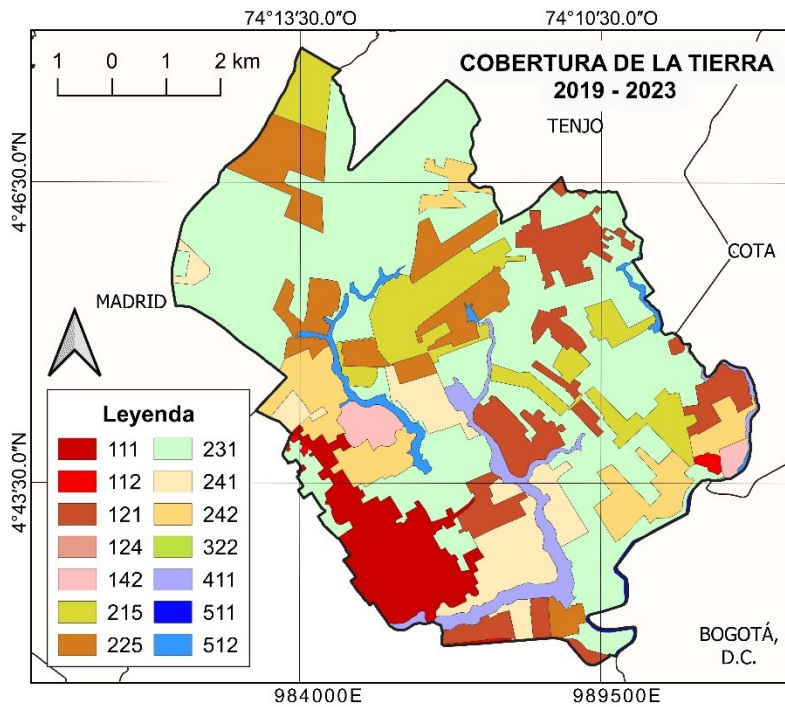 74°13'30.0"O 74°10'30.0"O
1 0 1 2 km
COBERTURA DE LA TIERRA
2019 - 2023
TENJO
4°46'30.0"N
COTA
MADRID
Leyenda
111 231
112 241
121 242
124 322
142 411
215 511
225 512
4°43'30.0"N
BOGOTÁ,
D.C.
984000E 989500E